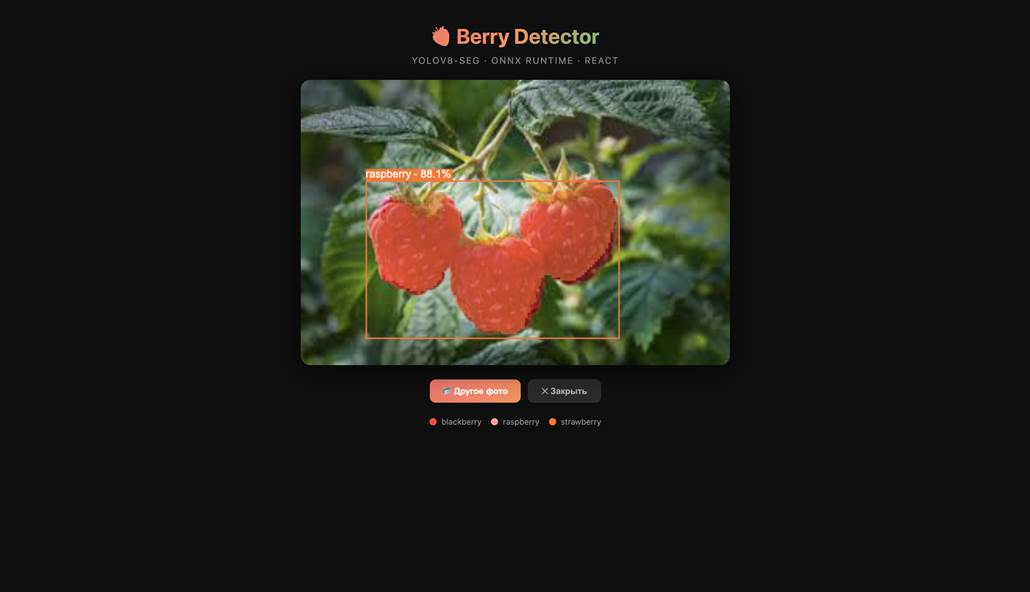 Berry Detector
YOLOV8-SEG · ONNX RUNTIME · REACT
raspberry - 88.1%
Другое фото
✕ Закрыть
blackberry raspberry strawberry